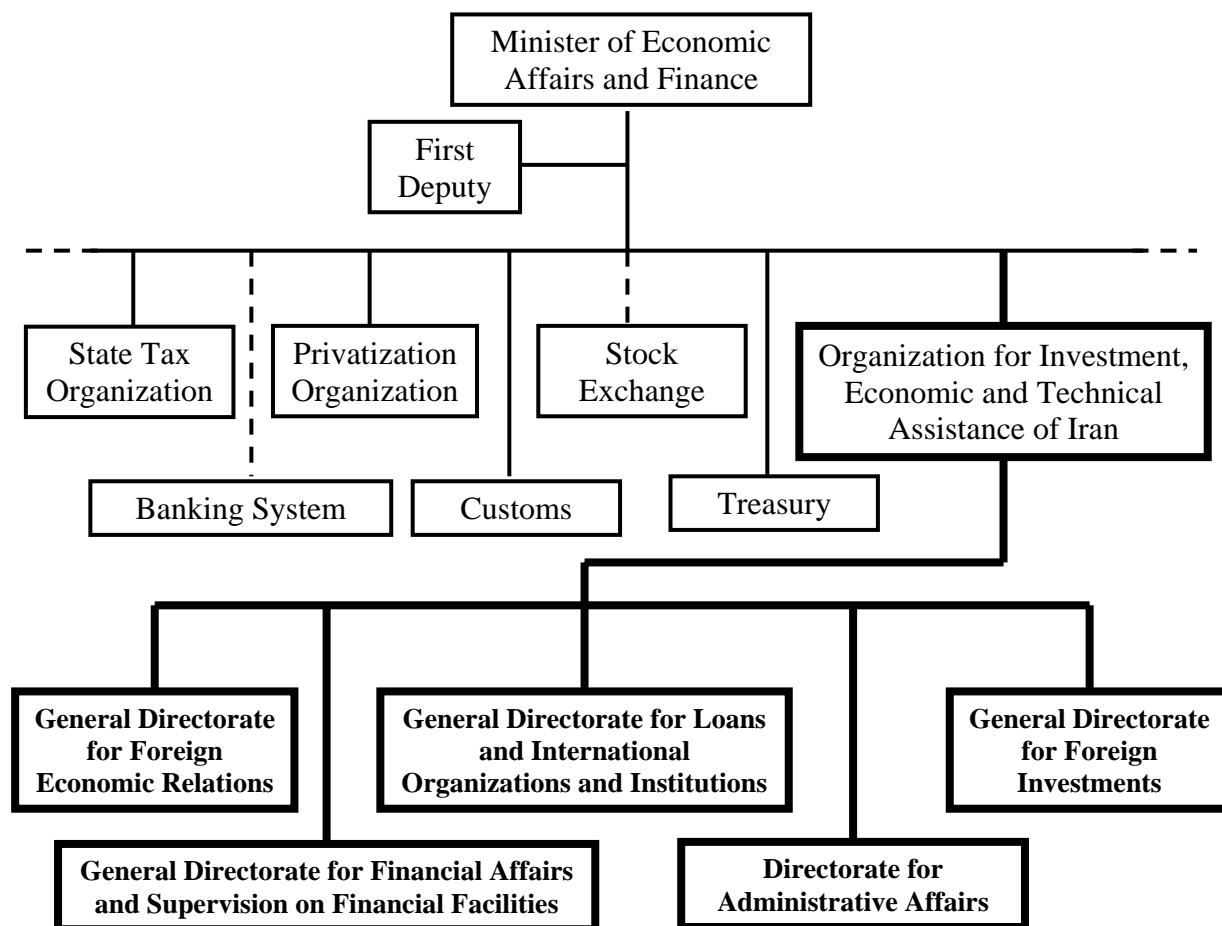 Minister of Economic
Affairs and Finance
First
Deputy
State Tax
Organization
Privatization
Organization
Stock
Exchange
Organization for Investment,
Economic and Technical
Assistance of Iran
Banking System
Customs
Treasury
General Directorate
for Foreign
Economic Relations
General Directorate for Loans
and International
Organizations and Institutions
General Directorate
for Foreign
Investments
General Directorate for Financial Affairs
and Supervision on Financial Facilities
Directorate for
Administrative Affairs